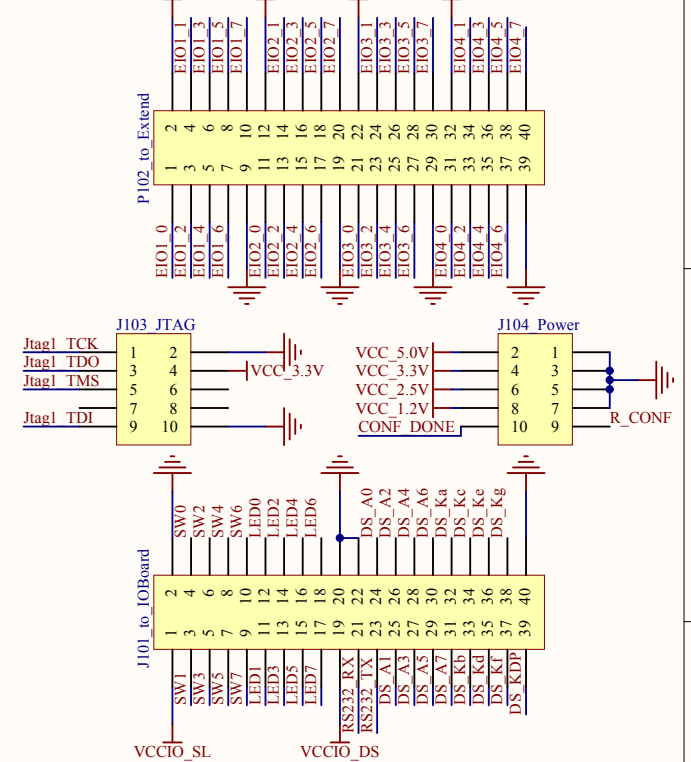 EIO1_1
EIO1_3
EIO1_5
EIO1_7
EIO2_1
EIO2_3
EIO2_5
EIO2_7
EIO3_1
EIO3_3
EIO3_5
EIO3_7
EIO4_1
EIO4_3
EIO4_5
EIO4_7
P102_to_Extend
2 4 6 8 10 12 14 16 18 20 22 24 26 28 30 32 34 36 38 40
1 3 5 7 9 11 13 15 17 19 21 23 25 27 29 31 33 35 37 39
EIO1_0
EIO1_2
EIO1_4
EIO1_6
EIO2_0
EIO2_2
EIO2_4
EIO2_6
EIO3_0
EIO3_2
EIO3_4
EIO3_6
EIO4_0
EIO4_2
EIO4_4
EIO4_6
J103_JTAG
Jtag1_TCK 1 2
Jtag1_TDO 3 4 VCC_3.3V
Jtag1_TMS 5 6
7 8
Jtag1_TDI 9 10
J104_Power
VCC_5.0V 2 1
VCC_3.3V 4 3
VCC_2.5V 6 5
VCC_1.2V 8 7
CONF_DONE 10 9 R_CONF
SW0
SW2
SW4
SW6
LED0
LED2
LED4
LED6
DS_A0
DS_A2
DS_A4
DS_A6
DS_Ka
DS_Kc
DS_Ke
DS_Kg
J101_to_IOBoard
2 4 6 8 10 12 14 16 18 20 22 24 26 28 30 32 34 36 38 40
1 3 5 7 9 11 13 15 17 19 21 23 25 27 29 31 33 35 37 39
SW1
SW3
SW5
SW7
LED1
LED3
LED5
LED7
RS232_RX
RS232_TX
DS_A1
DS_A3
DS_A5
DS_A7
DS_Kb
DS_Kd
DS_Kf
DS_KDP
VCCIO_SL
VCCIO_DS